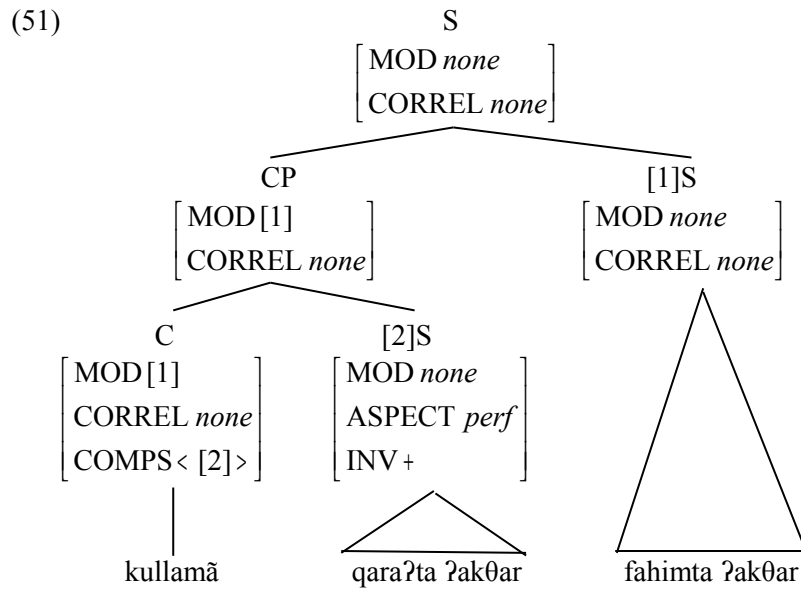 (51) S
[MOD none
CORREL none]
CP [1]S
[MOD [1]
CORREL none] [MOD none
CORREL none]
C [2]S
[MOD [1]
CORREL none
COMPS < [2] >] [MOD none
ASPECT perf
INV +]
kullamã qaraʔta ʔakθar fahimta ʔakθar